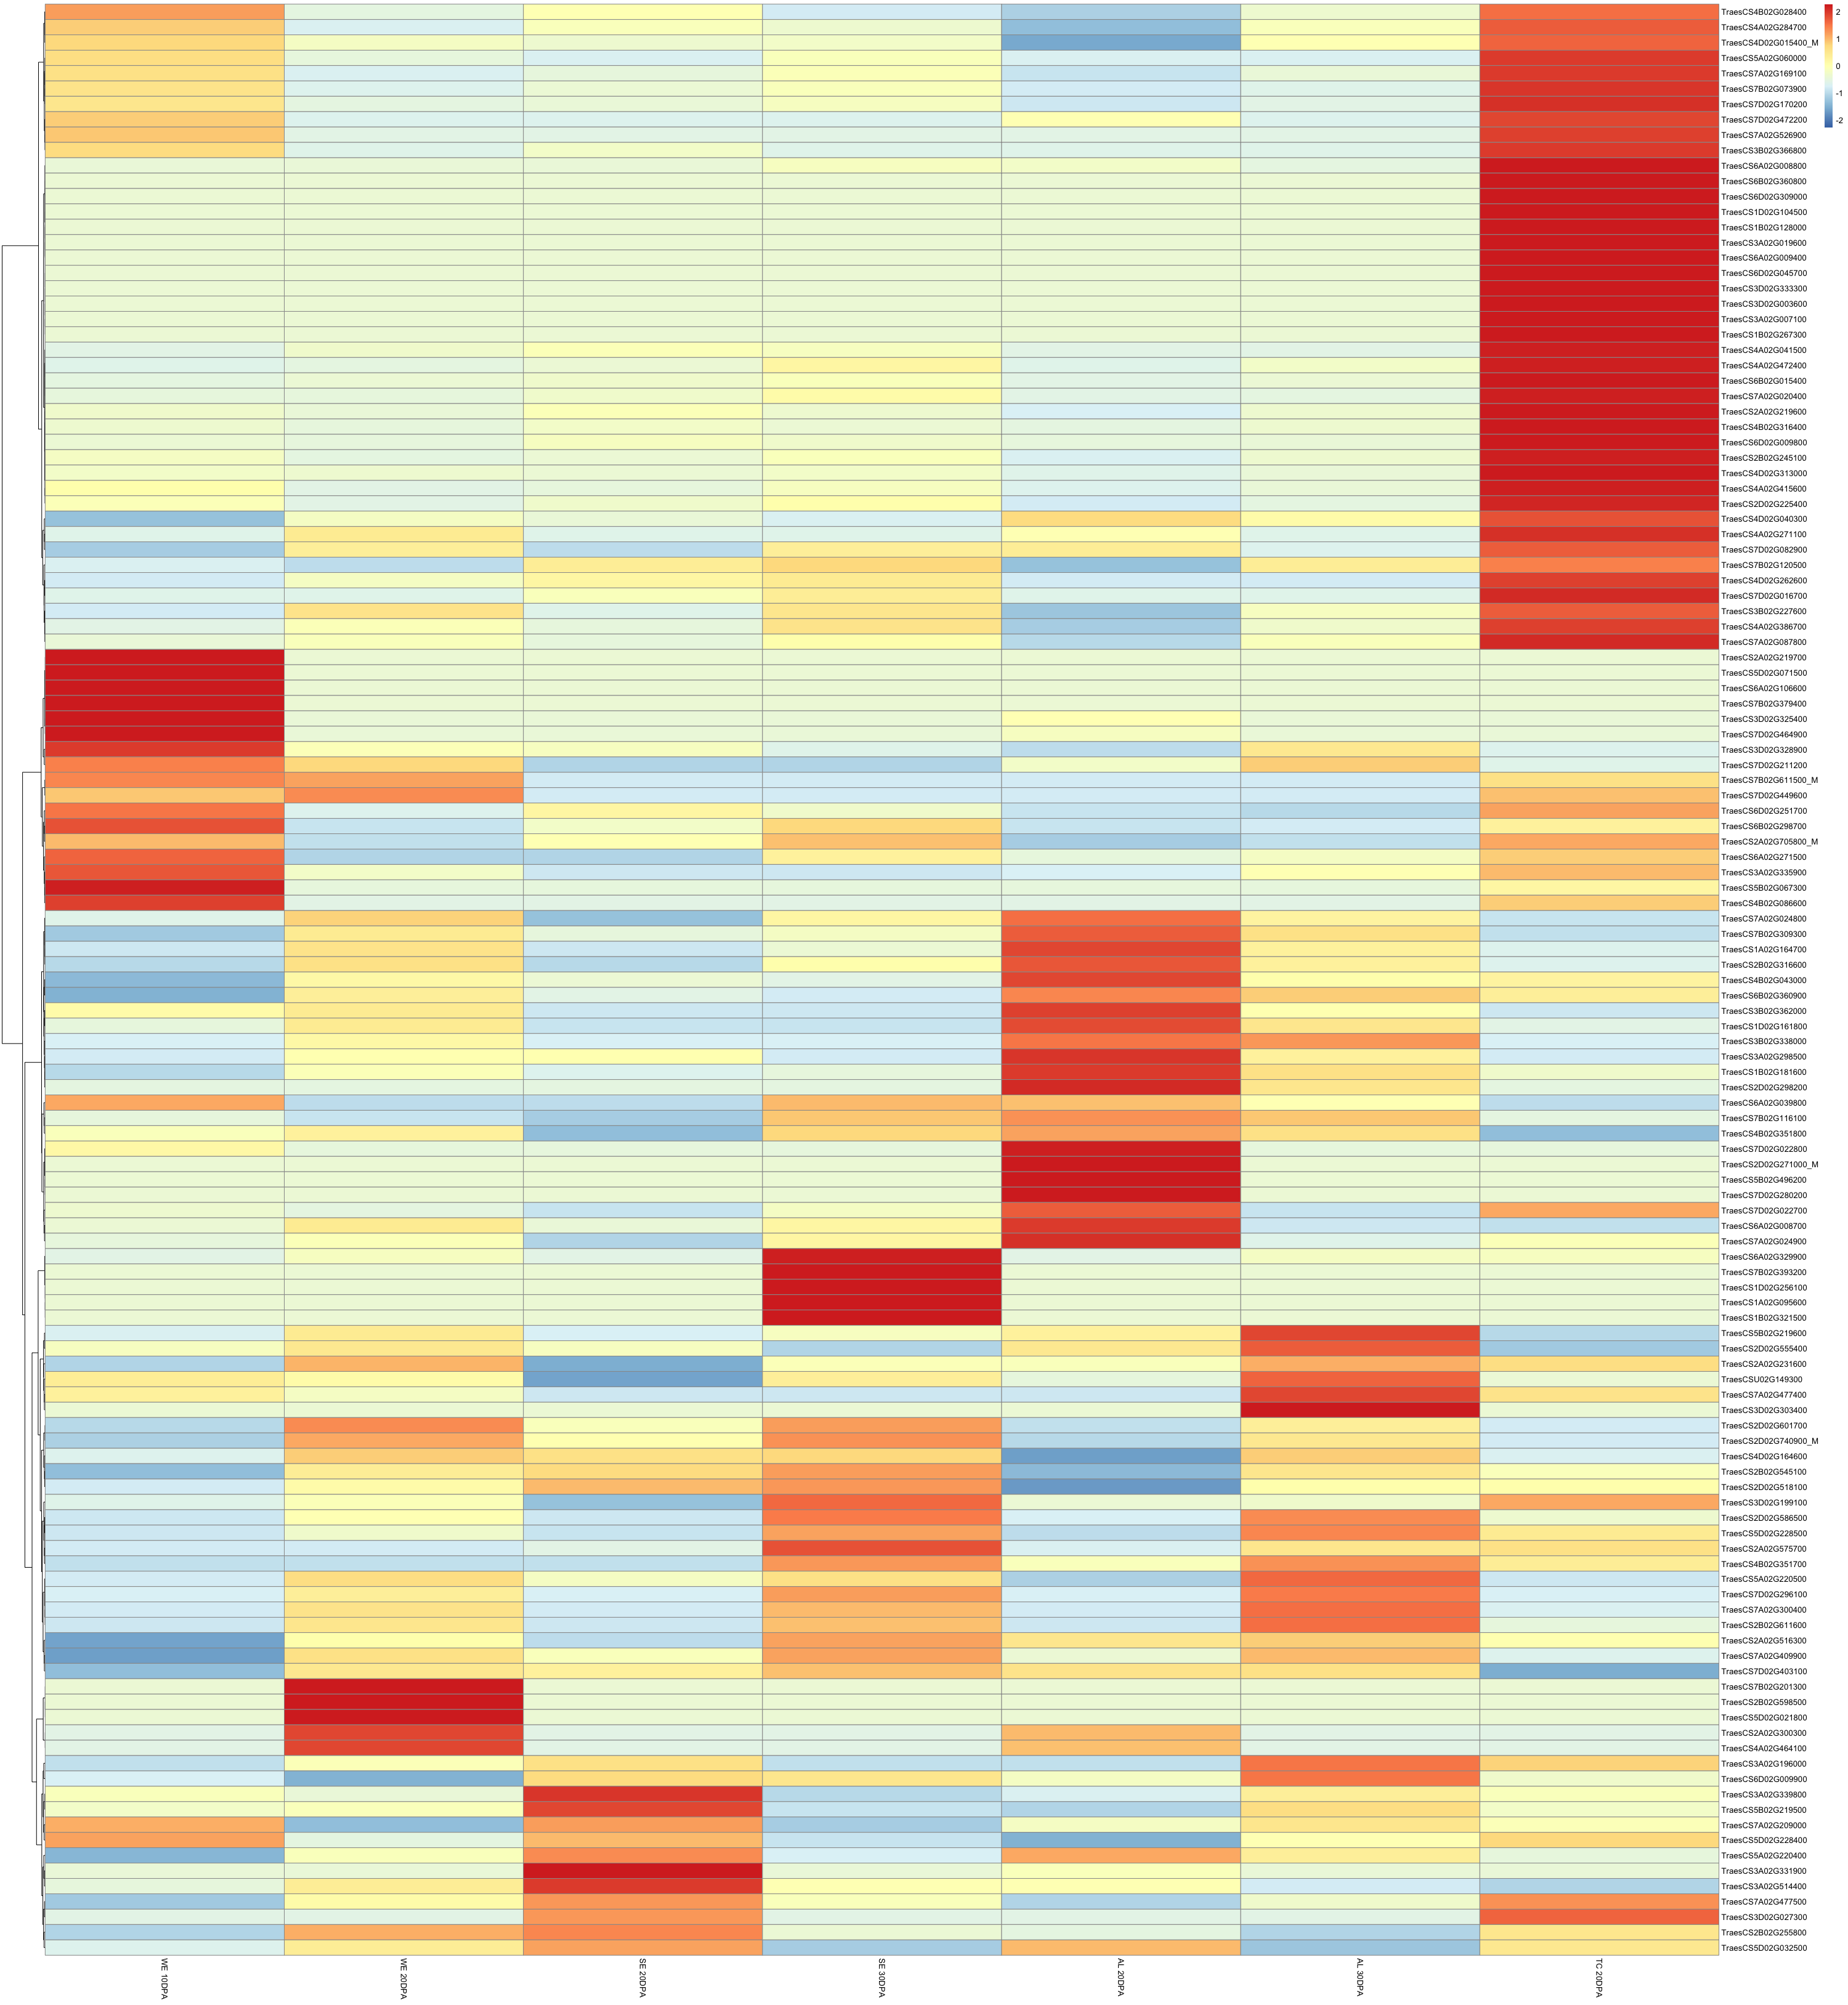 TraesCS4B02G028400
TraesCS4A02G284700
TraesCS4D02G015400_M
TraesCS5A02G060000
TraesCS7A02G169100
TraesCS7B02G073900
TraesCS7D02G170200
TraesCS7D02G472200
TraesCS7A02G526900
TraesCS3B02G366800
TraesCS6A02G008800
TraesCS6B02G360800
TraesCS6D02G309000
TraesCS1D02G104500
TraesCS1B02G128000
TraesCS3A02G019600
TraesCS6A02G009400
TraesCS6D02G045700
TraesCS3D02G333300
TraesCS3D02G003600
TraesCS3A02G007100
TraesCS1B02G267300
TraesCS4A02G041500
TraesCS4A02G472400
TraesCS6B02G015400
TraesCS7A02G020400
TraesCS2A02G219600
TraesCS4B02G316400
TraesCS6D02G009800
TraesCS2B02G245100
TraesCS4D02G313000
TraesCS4A02G415600
TraesCS2D02G225400
TraesCS4D02G040300
TraesCS4A02G271100
TraesCS7D02G082900
TraesCS7B02G120500
TraesCS4D02G262600
TraesCS7D02G016700
TraesCS3B02G227600
TraesCS4A02G386700
TraesCS7A02G087800
TraesCS2A02G219700
TraesCS5D02G071500
TraesCS6A02G106600
TraesCS7B02G379400
TraesCS3D02G325400
TraesCS7D02G464900
TraesCS3D02G328900
TraesCS7D02G211200
TraesCS7B02G611500_M
TraesCS7D02G449600
TraesCS6D02G251700
TraesCS6B02G298700
TraesCS2A02G705800_M
TraesCS6A02G271500
TraesCS3A02G335900
TraesCS5B02G067300
TraesCS4B02G086600
TraesCS7A02G024800
TraesCS7B02G309300
TraesCS1A02G164700
TraesCS2B02G316600
TraesCS4B02G043000
TraesCS6B02G360900
TraesCS3B02G362000
TraesCS1D02G161800
TraesCS3B02G338000
TraesCS3A02G298500
TraesCS1B02G181600
TraesCS2D02G298200
TraesCS6A02G039800
TraesCS7B02G116100
TraesCS4B02G351800
TraesCS7D02G022800
TraesCS2D02G271000_M
TraesCS5B02G496200
TraesCS7D02G280200
TraesCS7D02G022700
TraesCS6A02G008700
TraesCS7A02G024900
TraesCS6A02G329900
TraesCS7B02G393200
TraesCS1D02G256100
TraesCS1A02G095600
TraesCS1B02G321500
TraesCS5B02G219600
TraesCS2D02G555400
TraesCS2A02G231600
TraesCSU02G149300
TraesCS7A02G477400
TraesCS3D02G303400
TraesCS2D02G601700
TraesCS2D02G740900_M
TraesCS4D02G164600
TraesCS2B02G545100
TraesCS2D02G518100
TraesCS3D02G199100
TraesCS2D02G586500
TraesCS5D02G228500
TraesCS2A02G575700
TraesCS4B02G351700
TraesCS5A02G220500
TraesCS7D02G296100
TraesCS7A02G300400
TraesCS2B02G611600
TraesCS2A02G516300
TraesCS7A02G409900
TraesCS7D02G403100
TraesCS7B02G201300
TraesCS2B02G598500
TraesCS5D02G021800
TraesCS2A02G300300
TraesCS4A02G464100
TraesCS3A02G196000
TraesCS6D02G009900
TraesCS3A02G339800
TraesCS5B02G219500
TraesCS7A02G209000
TraesCS5D02G228400
TraesCS5A02G220400
TraesCS3A02G331900
TraesCS3A02G514400
TraesCS7A02G477500
TraesCS3D02G027300
TraesCS2B02G255800
TraesCS5D02G032500
2
1
0
-1
-2
WE 10DPA
WE 20DPA
SE 20DPA
SE 30DPA
AL 20DPA
AL 30DPA
TC 20DPA